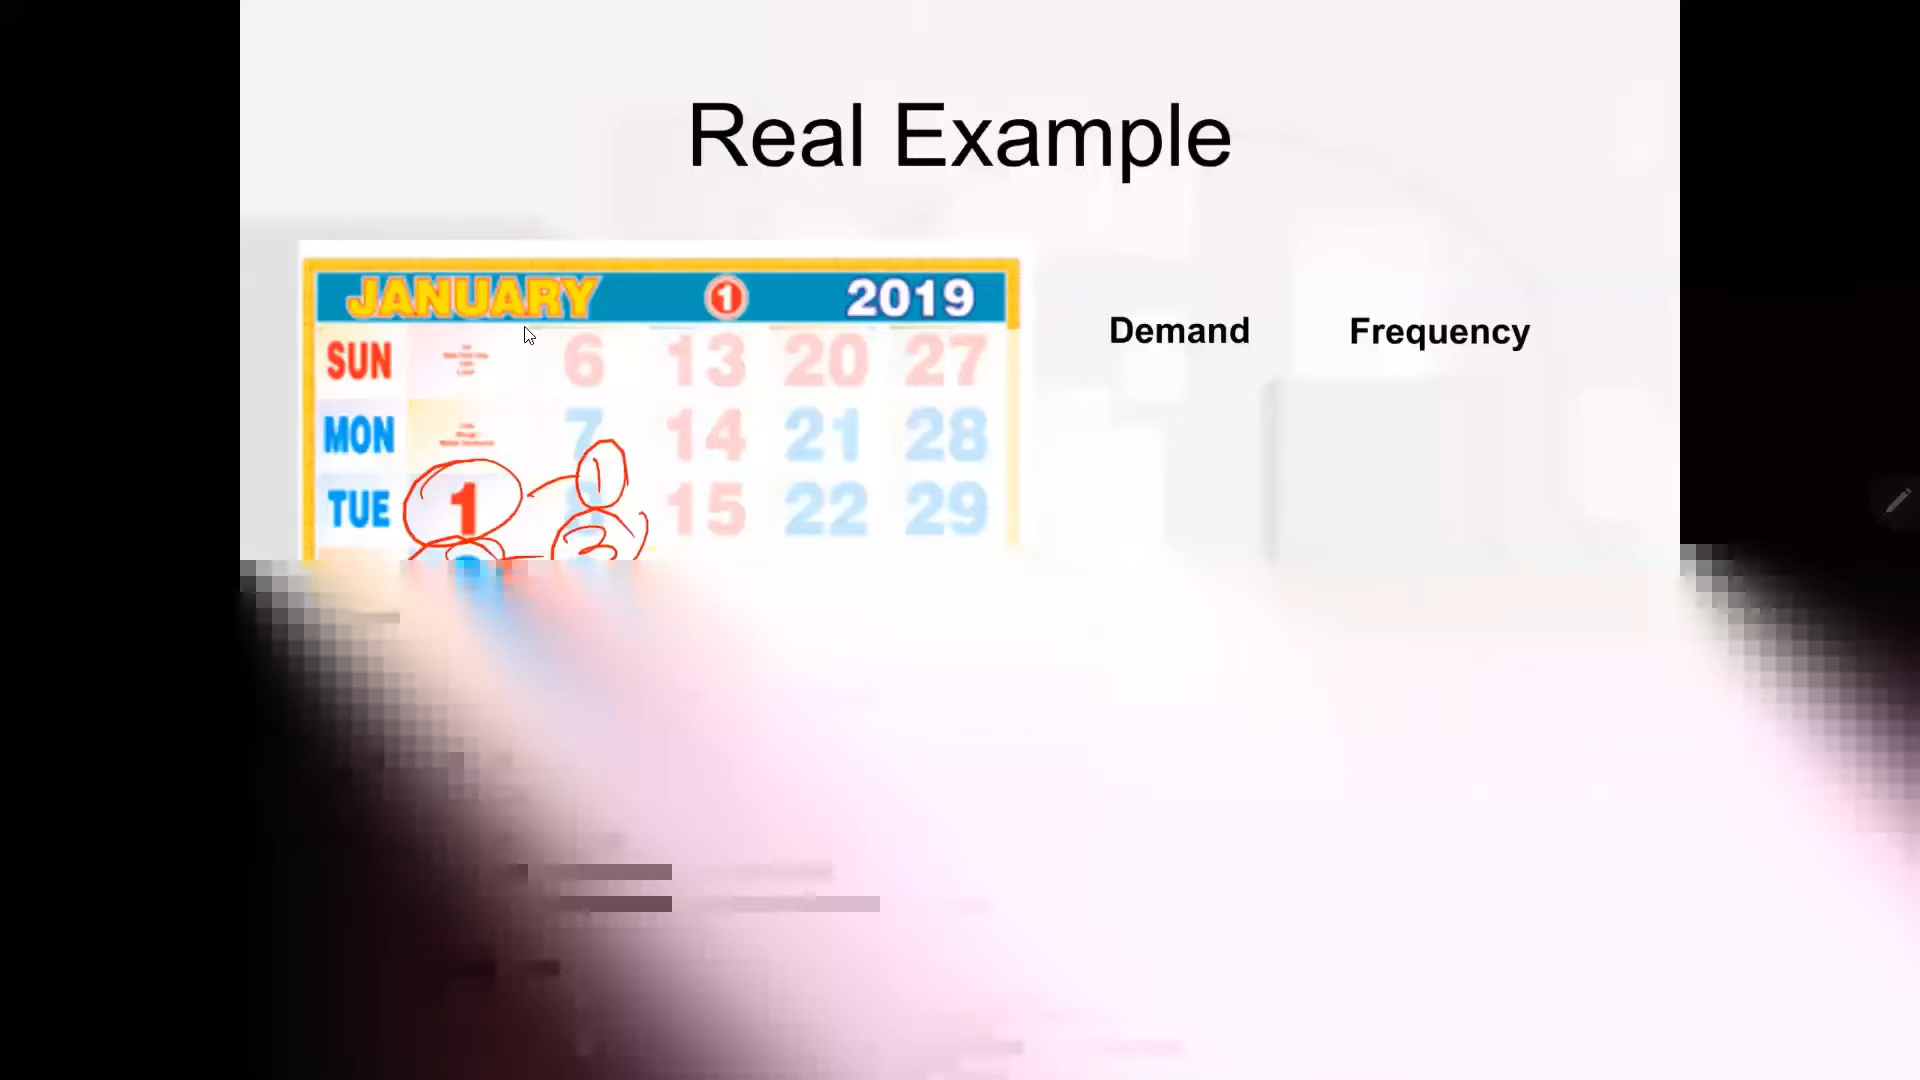 Real Example
JANUARY 1 2019
Demand Frequency
SUN 6 13 20 27
MON 7 14 21 28
TUE 1 8 15 22 29
1
3